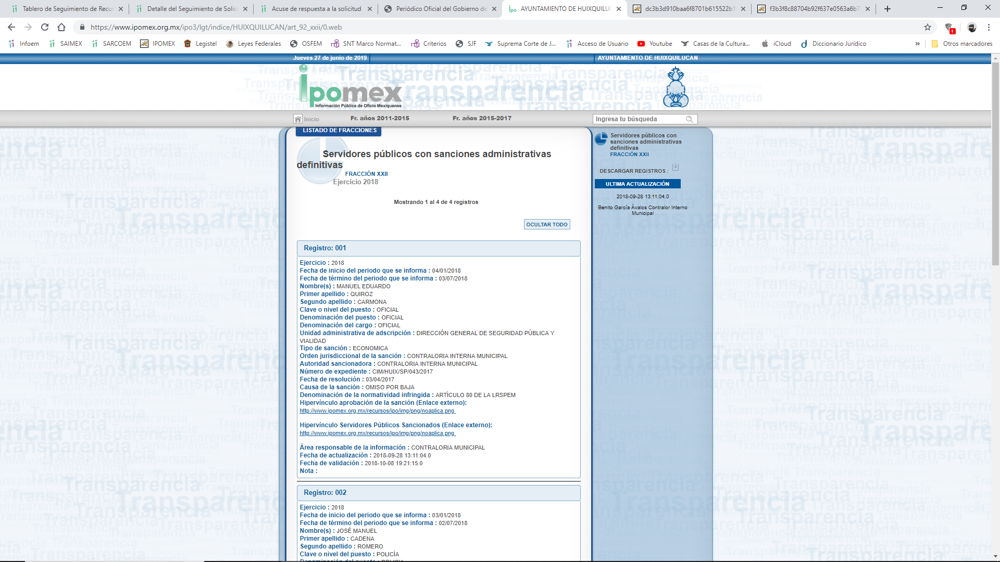 Tablero de Seguimiento de Recur
Detalle del Seguimiento de Solici
Acuse de respuesta a la solicitud
Periódico Oficial del Gobierno de
AYUNTAMIENTO DE HUIXQUILUC
dc3b3d910baa6f8701b615522b1
f3b3f8c88704b92f637e0563a6b7
https://www.ipomex.org.mx/ipo3/lgt/indice/HUIXQUILUCAN/art_92_xxii/0.web
Infoem
SAIMEX
SARCOEM
IPOMEX
Legistel
Leyes Federales
OSFEM
SNT Marco Normat...
Criterios
SJF
Suprema Corte de J...
Acceso de Usuario
Youtube
Casas de la Cultura...
iCloud
Diccionario Jurídico
»
Otros marcadores
Jueves 27 de junio de 2019
AYUNTAMIENTO DE HUIXQUILUCAN
Transparencia
ipomex
Información Pública de Oficio Mexiquense
Inicio
Fr. años 2011-2015
Fr. años 2015-2017
Ingresa tu búsqueda
LISTADO DE FRACCIONES
Servidores públicos con sanciones administrativas
definitivas
FRACCIÓN XXII
Ejercicio 2018
Mostrando 1 al 4 de 4 registros
OCULTAR TODO
Registro: 001
Ejercicio : 2018
Fecha de inicio del periodo que se informa : 04/01/2018
Fecha de término del periodo que se informa : 03/07/2018
Nombre(s) : MANUEL EDUARDO
Primer apellido : QUIROZ
Segundo apellido : CARMONA
Clave o nivel del puesto : OFICIAL
Denominación del puesto : OFICIAL
Denominación del cargo : OFICIAL
Unidad administrativa de adscripción : DIRECCIÓN GENERAL DE SEGURIDAD PÚBLICA Y
VIALIDAD
Tipo de sanción : ECONOMICA
Orden jurisdiccional de la sanción : CONTRALORIA INTERNA MUNICIPAL
Autoridad sancionadora : CONTRALORIA INTERNA MUNICIPAL
Número de expediente : CIM/HUIX/SP/043/2017
Fecha de resolución : 03/04/2017
Causa de la sanción : OMISO POR BAJA
Denominación de la normatividad infringida : ARTÍCULO 80 DE LA LRSPEM
Hipervínculo aprobación de la sanción (Enlace externo):
http://www.ipomex.org.mx/recursos/ipo/img/png/noaplica.png
Hipervínculo Servidores Públicos Sancionados (Enlace externo):
http://www.ipomex.org.mx/recursos/ipo/img/png/noaplica.png
Área responsable de la información : CONTRALORIA MUNICIPAL
Fecha de actualización : 2018-09-28 13:11:04.0
Fecha de validación : 2018-10-08 19:21:15.0
Nota :
Registro: 002
Ejercicio : 2018
Fecha de inicio del periodo que se informa : 03/01/2018
Fecha de término del periodo que se informa : 02/07/2018
Nombre(s) : JOSÉ MANUEL
Primer apellido : CADENA
Segundo apellido : ROMERO
Clave o nivel del puesto : POLICÍA
Servidores públicos con
sanciones administrativas
definitivas
FRACCIÓN XXII
DESCARGAR REGISTROS :
ULTIMA ACTUALIZACIÓN
2018-09-28 13:11:04.0
Benito García Ávalos Contralor Interno
Municipal